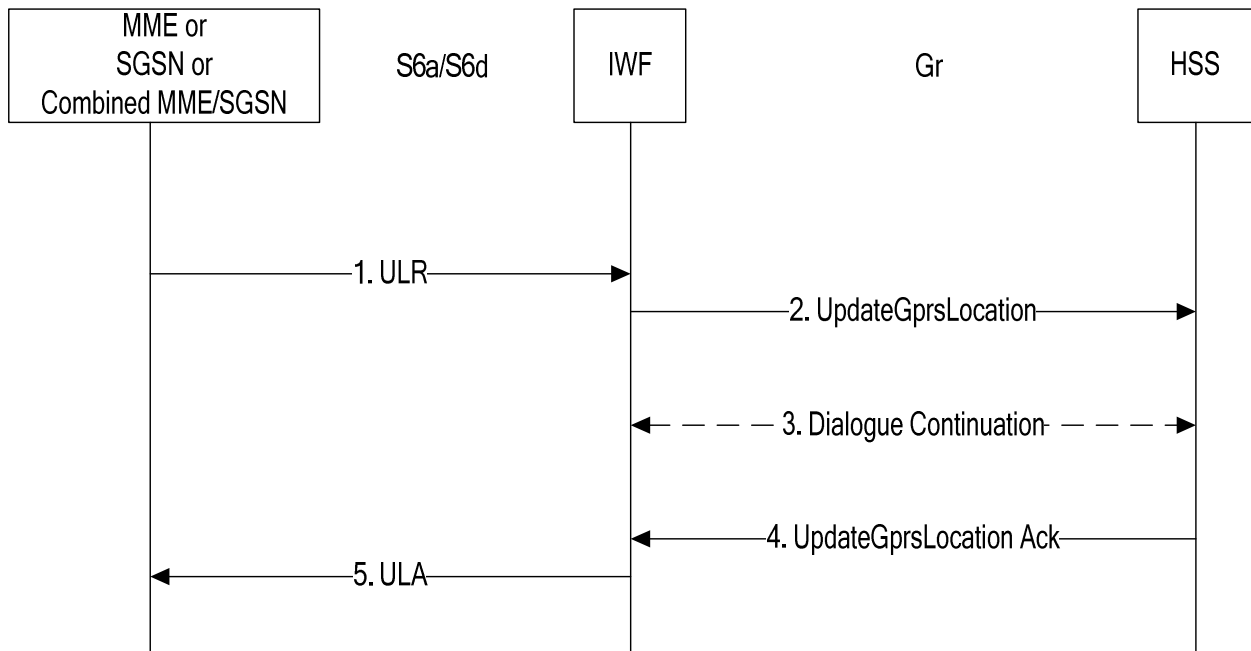 MME or
SGSN or
Combined MME/SGSN
S6a/S6d
IWF
Gr
HSS
1. ULR
2. UpdateGprsLocation
3. Dialogue Continuation
4. UpdateGprsLocation Ack
5. ULA